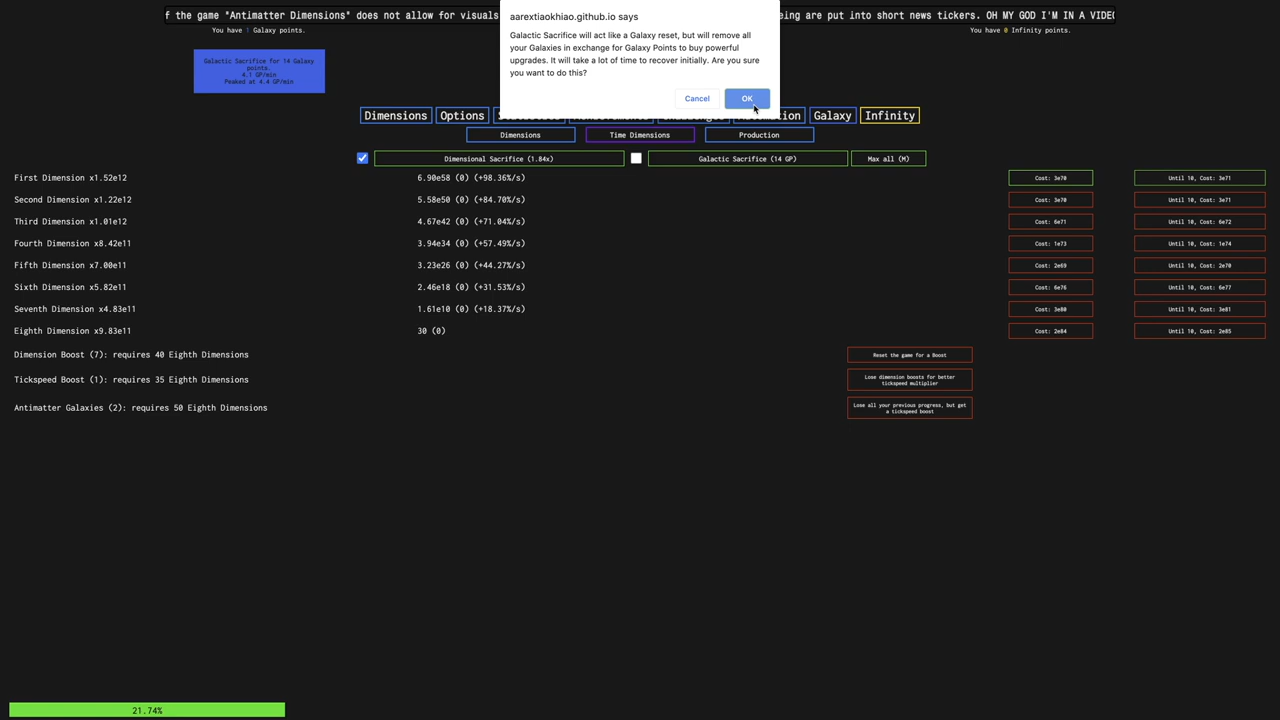 f the game "Antimatter Dimensions" does not allow for visuals
eing are put into short news tickers. OH MY GOD I'M IN A VIDEO
aarextiaokhiao.github.io says
Galactic Sacrifice will act like a Galaxy reset, but will remove all
your Galaxies in exchange for Galaxy Points to buy powerful
upgrades. It will take a lot of time to recover initially. Are you sure
you want to do this?
Cancel
OK
You have 1 Galaxy points.
You have 0 Infinity points.
Galactic Sacrifice for 14 Galaxy
points.
4.1 GP/min
Peaked at 4.4 GP/min
Dimensions Options Galaxy Infinity
Dimensions Time Dimensions Production
Dimensional Sacrifice (1.84x) Galactic Sacrifice (14 GP) Max all (M)
First Dimension x1.52e12 6.90e58 (0) (+98.36%/s) Cost: 3e70 Until 10, Cost: 3e71
Second Dimension x1.22e12 5.58e50 (0) (+84.70%/s) Cost: 3e70 Until 10, Cost: 3e71
Third Dimension x1.01e12 4.67e42 (0) (+71.04%/s) Cost: 6e71 Until 10, Cost: 6e72
Fourth Dimension x8.42e11 3.94e34 (0) (+57.49%/s) Cost: 1e73 Until 10, Cost: 1e74
Fifth Dimension x7.00e11 3.23e26 (0) (+44.27%/s) Cost: 2e69 Until 10, Cost: 2e70
Sixth Dimension x5.82e11 2.46e18 (0) (+31.53%/s) Cost: 6e76 Until 10, Cost: 6e77
Seventh Dimension x4.83e11 1.61e10 (0) (+18.37%/s) Cost: 3e80 Until 10, Cost: 3e81
Eighth Dimension x9.83e11 30 (0) Cost: 2e84 Until 10, Cost: 2e85
Dimension Boost (7): requires 40 Eighth Dimensions Reset the game for a Boost
Tickspeed Boost (1): requires 35 Eighth Dimensions
Lose dimension boosts for better
tickspeed multiplier
Antimatter Galaxies (2): requires 50 Eighth Dimensions
Lose all your previous progress, but get
a tickspeed boost
21.74%